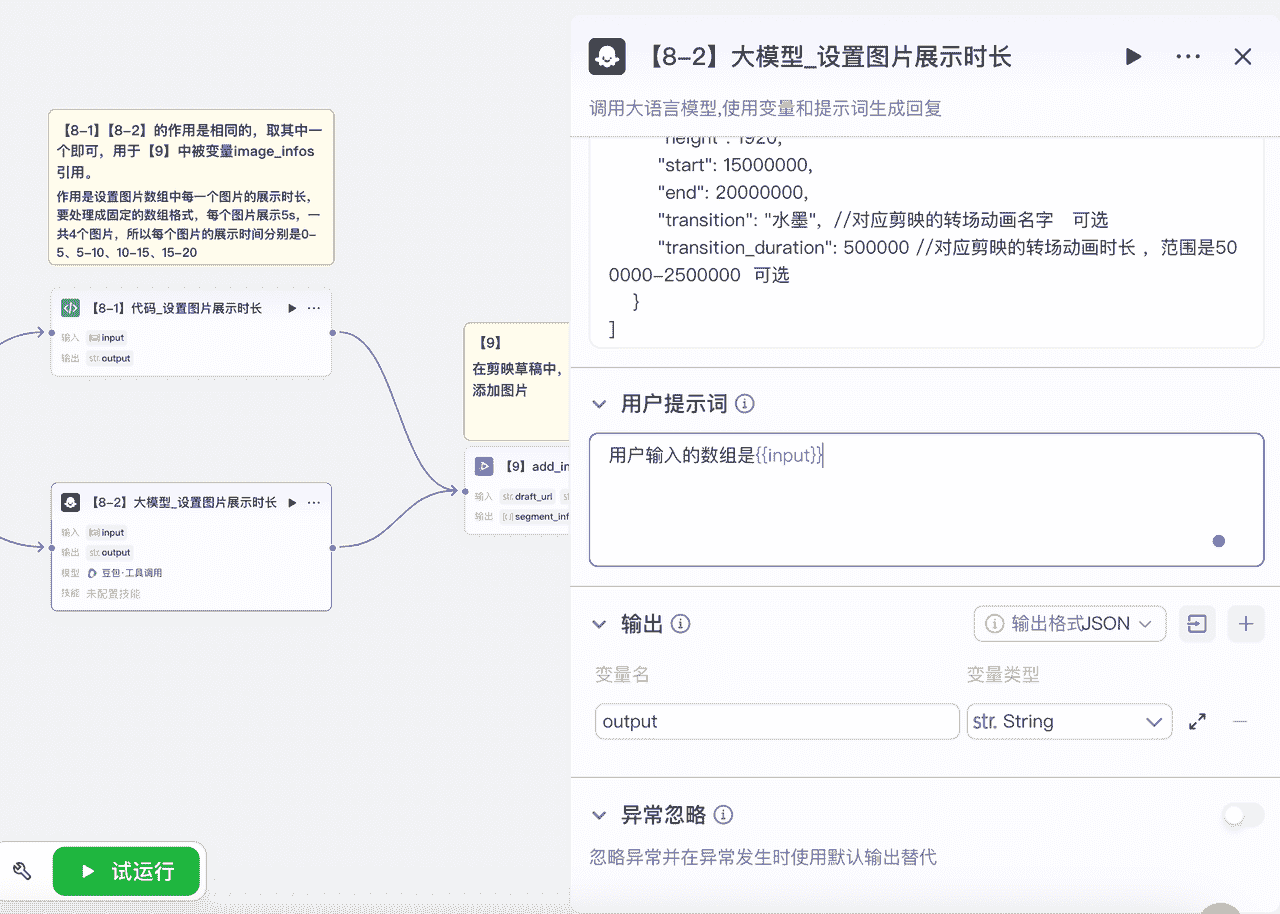 【8-1】【8-2】的作用是相同的，取其中一
个即可，用于【9】中被变量image_infos
引用。
作用是设置图片数组中每一个图片的展示时长，
要处理成固定的数组格式，每个图片展示5s，一
共4个图片，所以每个图片的展示时间分别是0-
5、5-10、10-15、15-20
【8-1】代码_设置图片展示时长
输入 input
输出 str. output
【8-2】大模型_设置图片展示时长
输入 input
输出 str. output
模型 豆包·工具调用
技能 未配置技能
【9】
在剪映草稿中，
添加图片
【9】add_in
输入 str. draft_url st
输出 segment_inf
试运行
【8-2】大模型_设置图片展示时长
调用大语言模型,使用变量和提示词生成回复
"height": 1920,
"start": 15000000,
"end": 20000000,
"transition": "水墨", //对应剪映的转场动画名字 可选
"transition_duration": 500000 //对应剪映的转场动画时长 ，范围是50
0000-2500000 可选
}
]
用户提示词
用户输入的数组是{{input}}
输出
输出格式JSON
变量名 变量类型
output str. String
异常忽略
忽略异常并在异常发生时使用默认输出替代